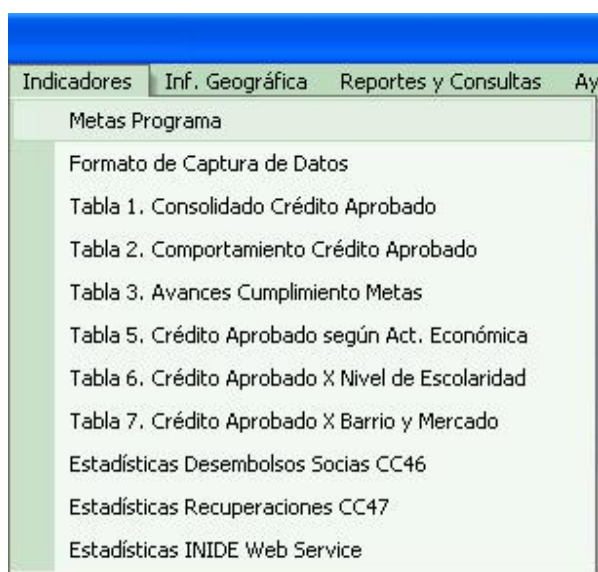 Indicadores Inf. Geográfica Reportes y Consultas Ay
Metas Programa
Formato de Captura de Datos
Tabla 1. Consolidado Crédito Aprobado
Tabla 2. Comportamiento Crédito Aprobado
Tabla 3. Avances Cumplimiento Metas
Tabla 5. Crédito Aprobado según Act. Económica
Tabla 6. Crédito Aprobado X Nivel de Escolaridad
Tabla 7. Crédito Aprobado X Barrio y Mercado
Estadísticas Desembolsos Socias CC46
Estadísticas Recuperaciones CC47
Estadísticas INIDE Web Service